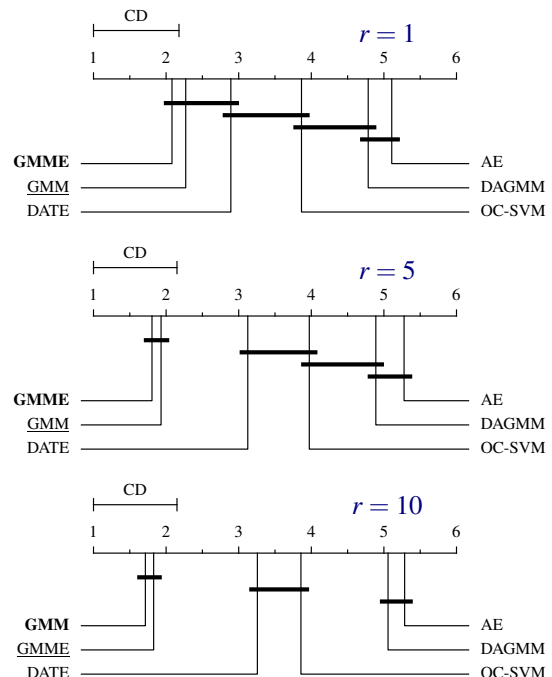 CD
r = 1
1 2 3 4 5 6
GMME AE
GMM DAGMM
DATE OC-SVM
CD
r = 5
1 2 3 4 5 6
GMME AE
GMM DAGMM
DATE OC-SVM
CD
r = 10
1 2 3 4 5 6
GMM AE
GMME DAGMM
DATE OC-SVM